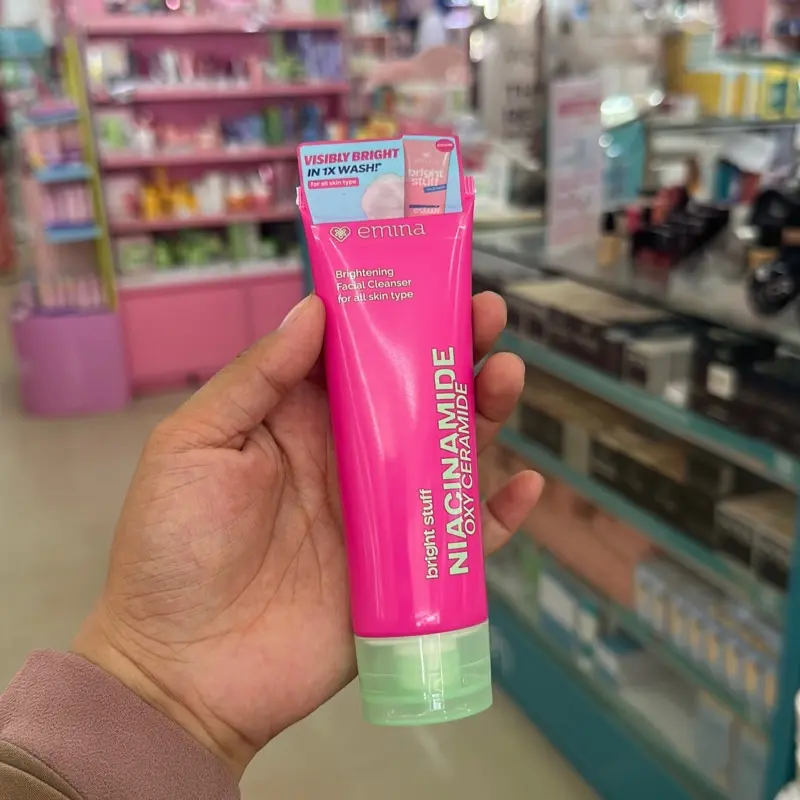 VISIBLY BRIGHT
IN 1X WASH!*
for all skin type
bright
stuff
emina
Brightening
Facial Cleanser
for all skin type
bright stuff
NIACINAMIDE
OXY CERAMIDE